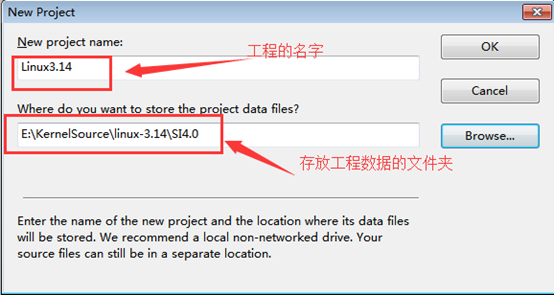 New Project
New project name:
工程的名字
OK
Linux3.14
Cancel
Where do you want to store the project data files?
E:\KernelSource\linux-3.14\SI4.0
Browse...
存放工程数据的文件夹
Enter the name of the new project and the location where its data files
will be stored. We recommend a local non-networked drive. Your
source files can still be in a separate location.